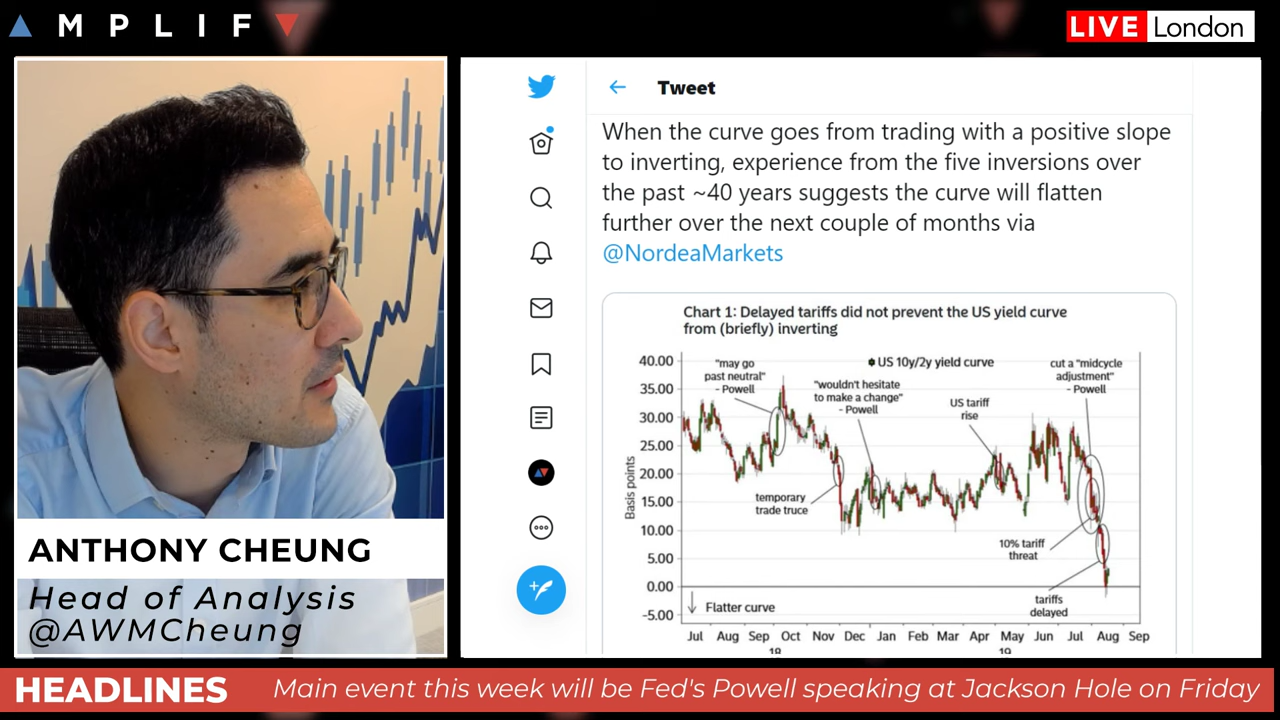 AMPLIFY
LIVE London
ANTHONY CHEUNG
Head of Analysis
@AWMCheung
Tweet
When the curve goes from trading with a positive slope
to inverting, experience from the five inversions over
the past ~40 years suggests the curve will flatten
further over the next couple of months via
@NordeaMarkets
Chart 1: Delayed tariffs did not prevent the US yield curve
from (briefly) inverting
Basis points
40.00
35.00
30.00
25.00
20.00
15.00
10.00
5.00
0.00
-5.00
US 10y/2y yield curve
"may go
past neutral"
- Powell
"wouldn't hesitate
to make a change"
- Powell
US tariff
rise
cut a "midcycle
adjustment"
- Powell
temporary
trade truce
10% tariff
threat
tariffs
delayed
Flatter curve
Jul Aug Sep Oct Nov Dec Jan Feb Mar Apr May Jun Jul Aug Sep
18 19
HEADLINES
Main event this week will be Fed's Powell speaking at Jackson Hole on Friday